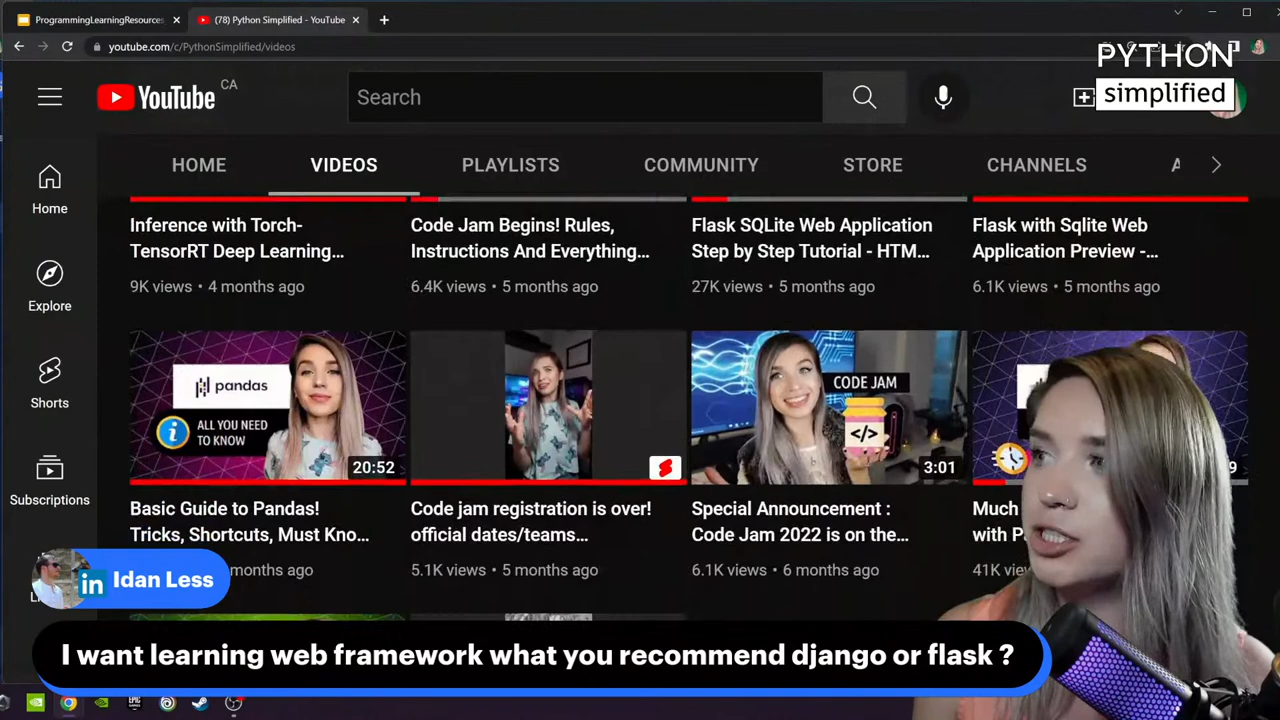 ProgrammingLearningResources
(78) Python Simplified - YouTube
youtube.com/c/PythonSimplified/videos
PYTHON
simplified
YouTube CA
Search
HOME VIDEOS PLAYLISTS COMMUNITY STORE CHANNELS A
Home
Explore
Shorts
Subscriptions
Inference with Torch-
TensorRT Deep Learning...
9K views • 4 months ago
Code Jam Begins! Rules,
Instructions And Everything...
6.4K views • 5 months ago
Flask SQLite Web Application
Step by Step Tutorial - HTM...
27K views • 5 months ago
Flask with Sqlite Web
Application Preview -...
6.1K views • 5 months ago
pandas
ALL YOU NEED
TO KNOW
20:52
Basic Guide to Pandas!
Tricks, Shortcuts, Must Kno...
months ago
Code jam registration is over!
official dates/teams...
5.1K views • 5 months ago
CODE JAM
</>
3:01
Special Announcement :
Code Jam 2022 is on the...
6.1K views • 6 months ago
9
Much
with P
41K
in Idan Less
I want learning web framework what you recommend django or flask ?